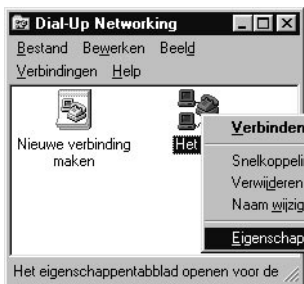 Dial-Up Networking
Bestand Bewerken Beeld
Verbindingen Help
Nieuwe verbinding
maken
Het
Verbinden
Snelkoppeli
Verwijderen
Naam wijzig
Eigenschap
Het eigenschappentabblad openen voor de